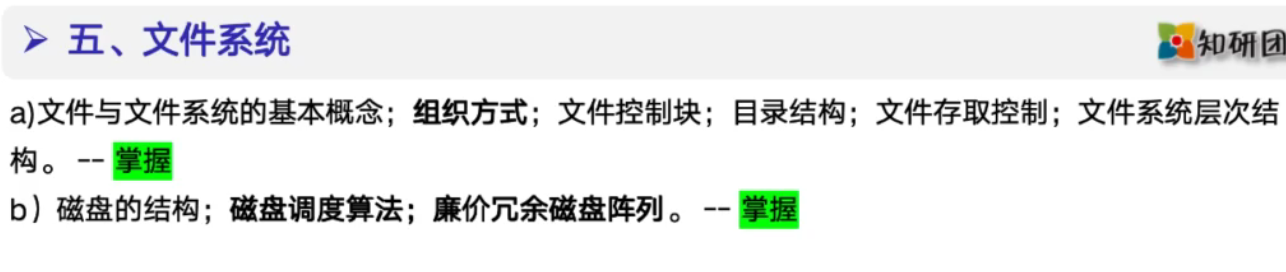 ➢ 五、文件系统
知研团
a)文件与文件系统的基本概念；组织方式；文件控制块；目录结构；文件存取控制；文件系统层次结
构。 -- 掌握
b）磁盘的结构；磁盘调度算法；廉价冗余磁盘阵列。 -- 掌握